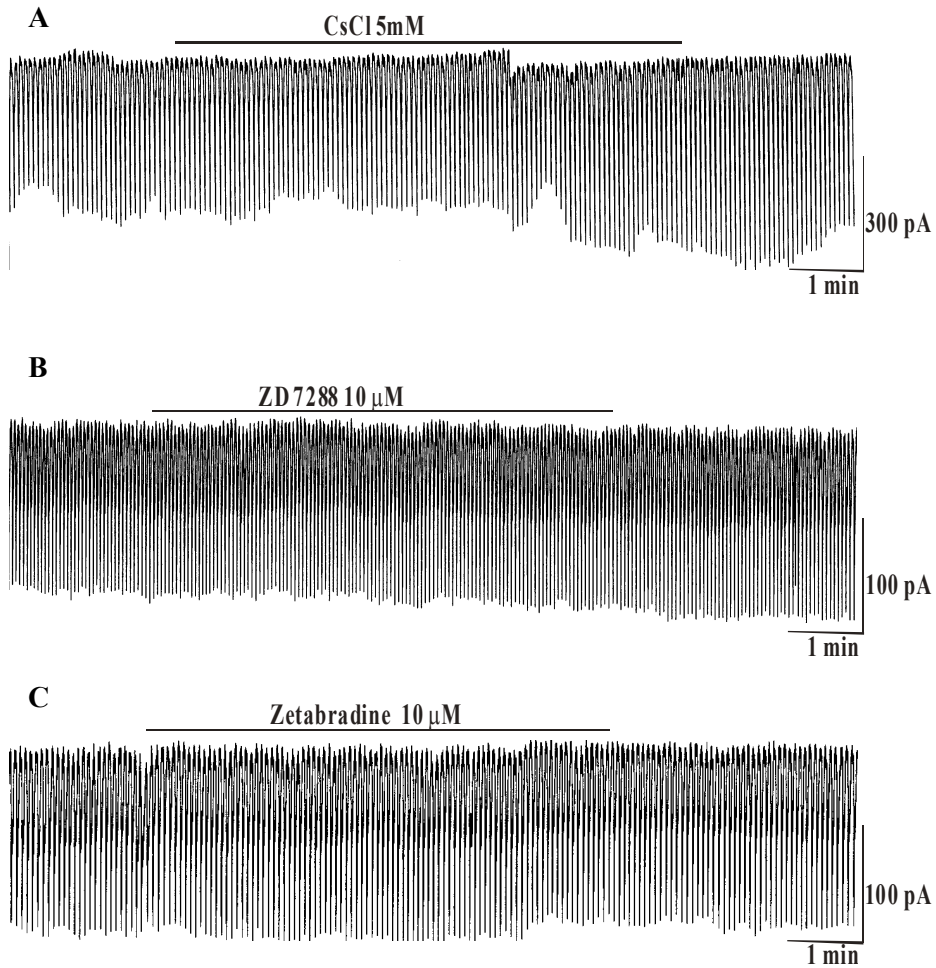 A
CsCl 5mM
300 pA
1 min
B
ZD 7288 10 μM
100 pA
1 min
C
Zetabradine 10 μM
100 pA
1 min